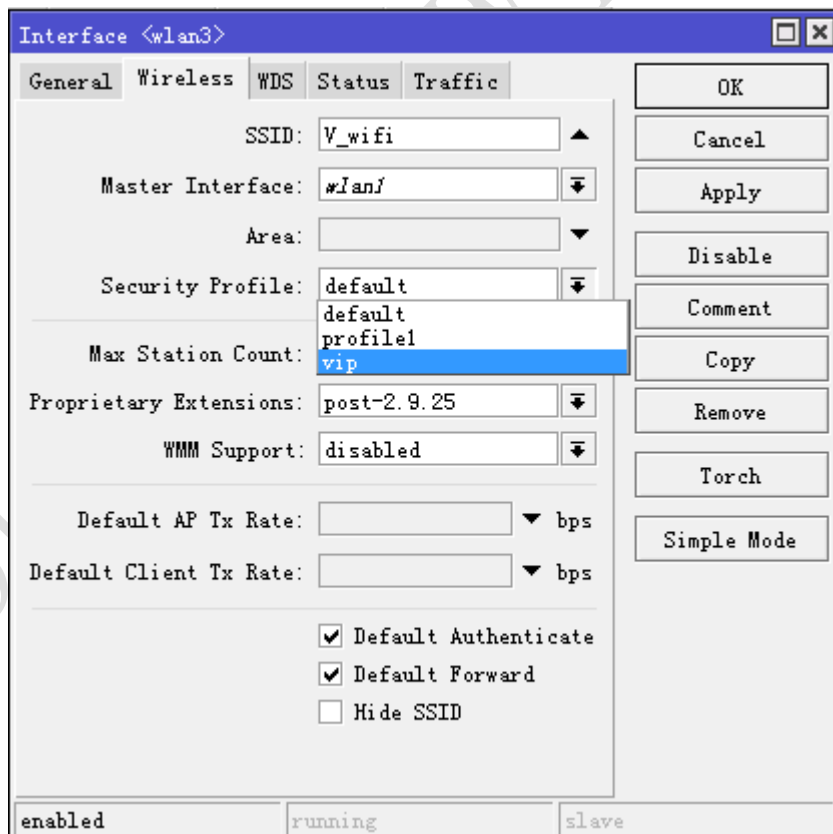 Interface <wlan3>
General Wireless WDS Status Traffic
OK
SSID: V_wifi
Cancel
Master Interface: wlan1
Apply
Area:
Disable
Security Profile: default
default
Comment
profile1
Max Station Count:
vip
Copy
Proprietary Extensions: post-2.9.25
Remove
WMM Support: disabled
Torch
Default AP Tx Rate: bps
Simple Mode
Default Client Tx Rate: bps
Default Authenticate
Default Forward
Hide SSID
enabled running slave